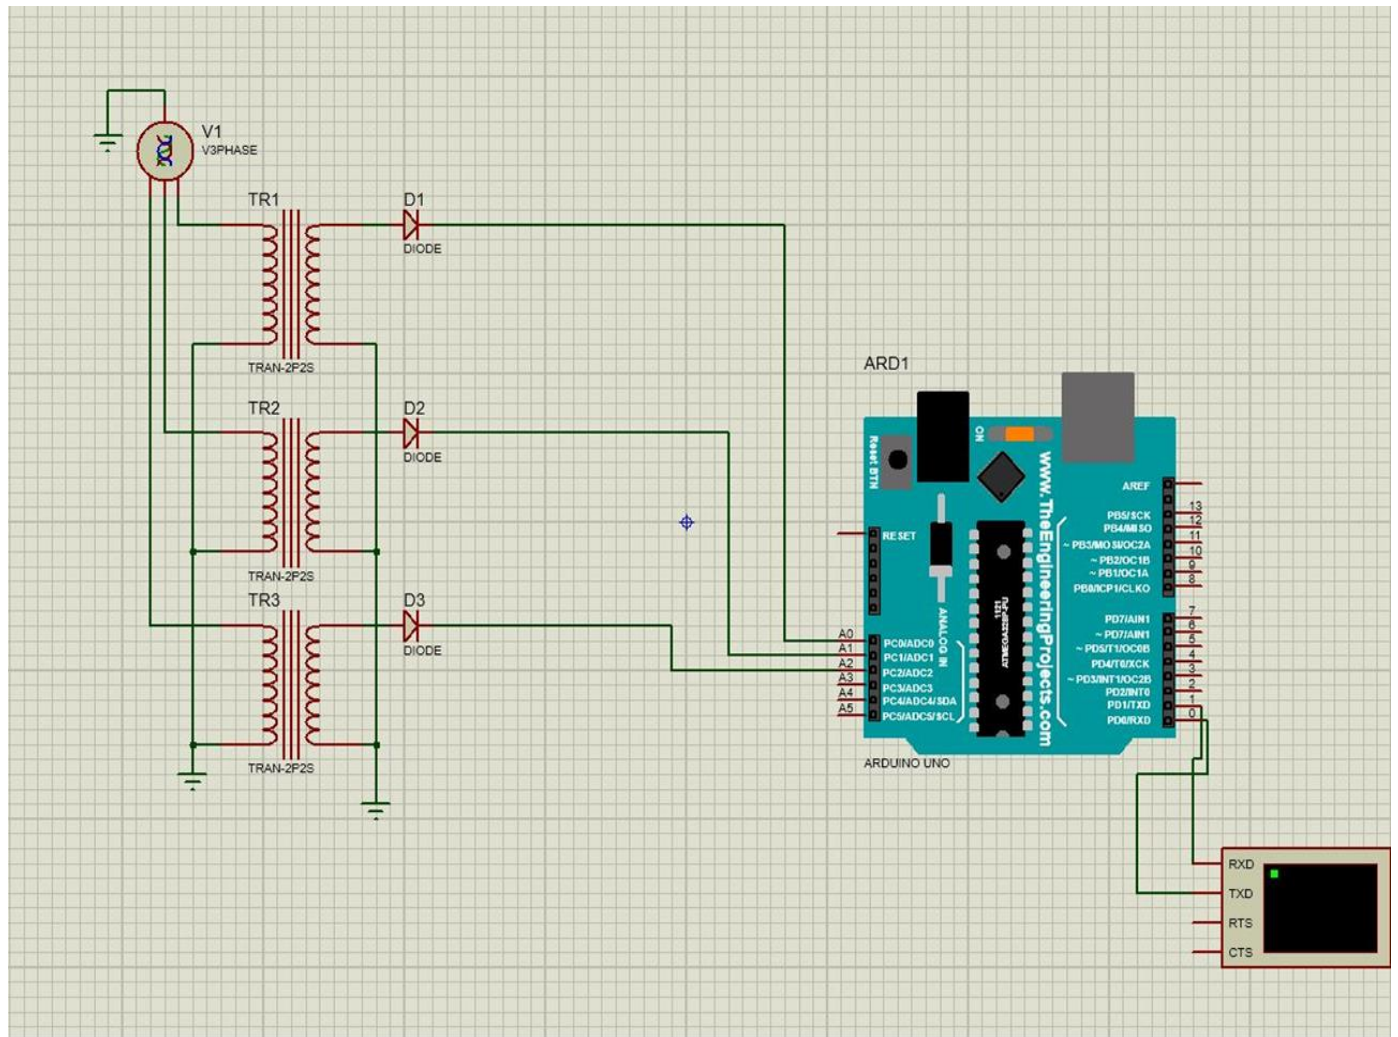 V1
V3PHASE
TR1
TRAN-2P2S
D1
DIODE
TR2
TRAN-2P2S
D2
DIODE
TR3
TRAN-2P2S
D3
DIODE
ARD1
Reset BTN
ON
www.TheEngineeringProjects.com
RESET
ANALOG IN
A0
A1
A2
A3
A4
A5
PC0/ADC0
PC1/ADC1
PC2/ADC2
PC3/ADC3
PC4/ADC4/SDA
PC5/ADC5/SCL
AREF
PB5/SCK 13
PB4/MISO 12
~ PB3/MOSI/OC2A 11
~ PB2/OC1B 10
~ PB1/OC1A 9
PB0/ICP1/CLKO 8
PD7/AIN1 7
~ PD7/AIN1 6
~ PD5/T1/OC0B 5
PD4/T0/XCK 4
~ PD3/INT1/OC2B 3
PD2/INT0 2
PD1/TXD 1
PD0/RXD 0
ARDUINO UNO
RXD
TXD
RTS
CTS